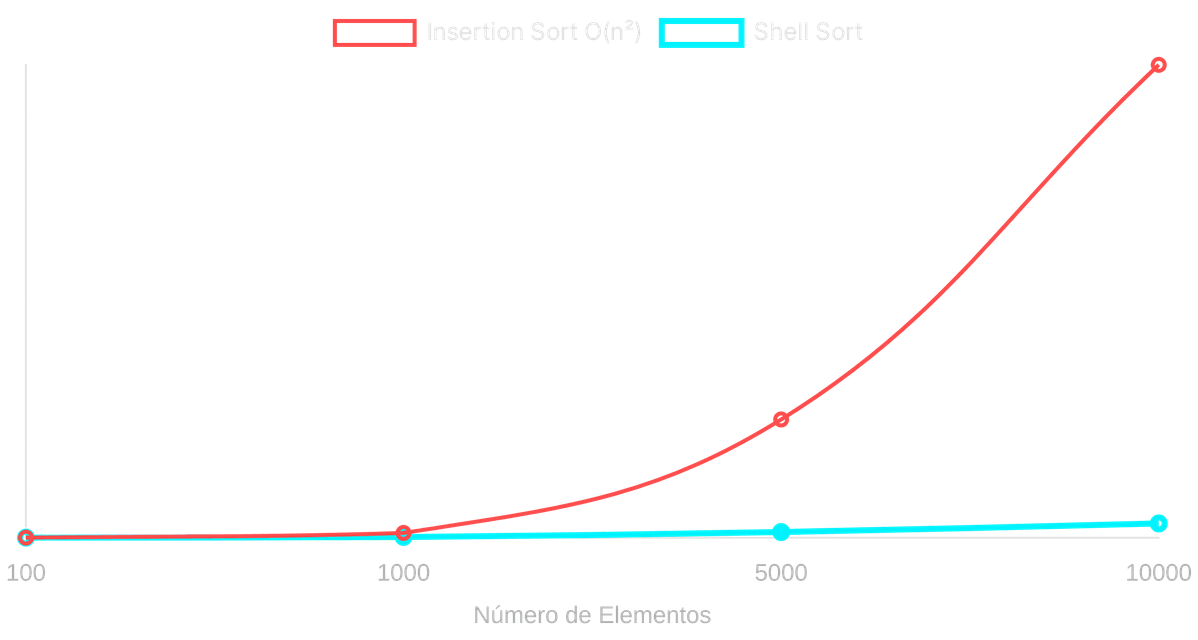 Insertion Sort O(n²) Shell Sort
100 1000 5000 10000
Número de Elementos